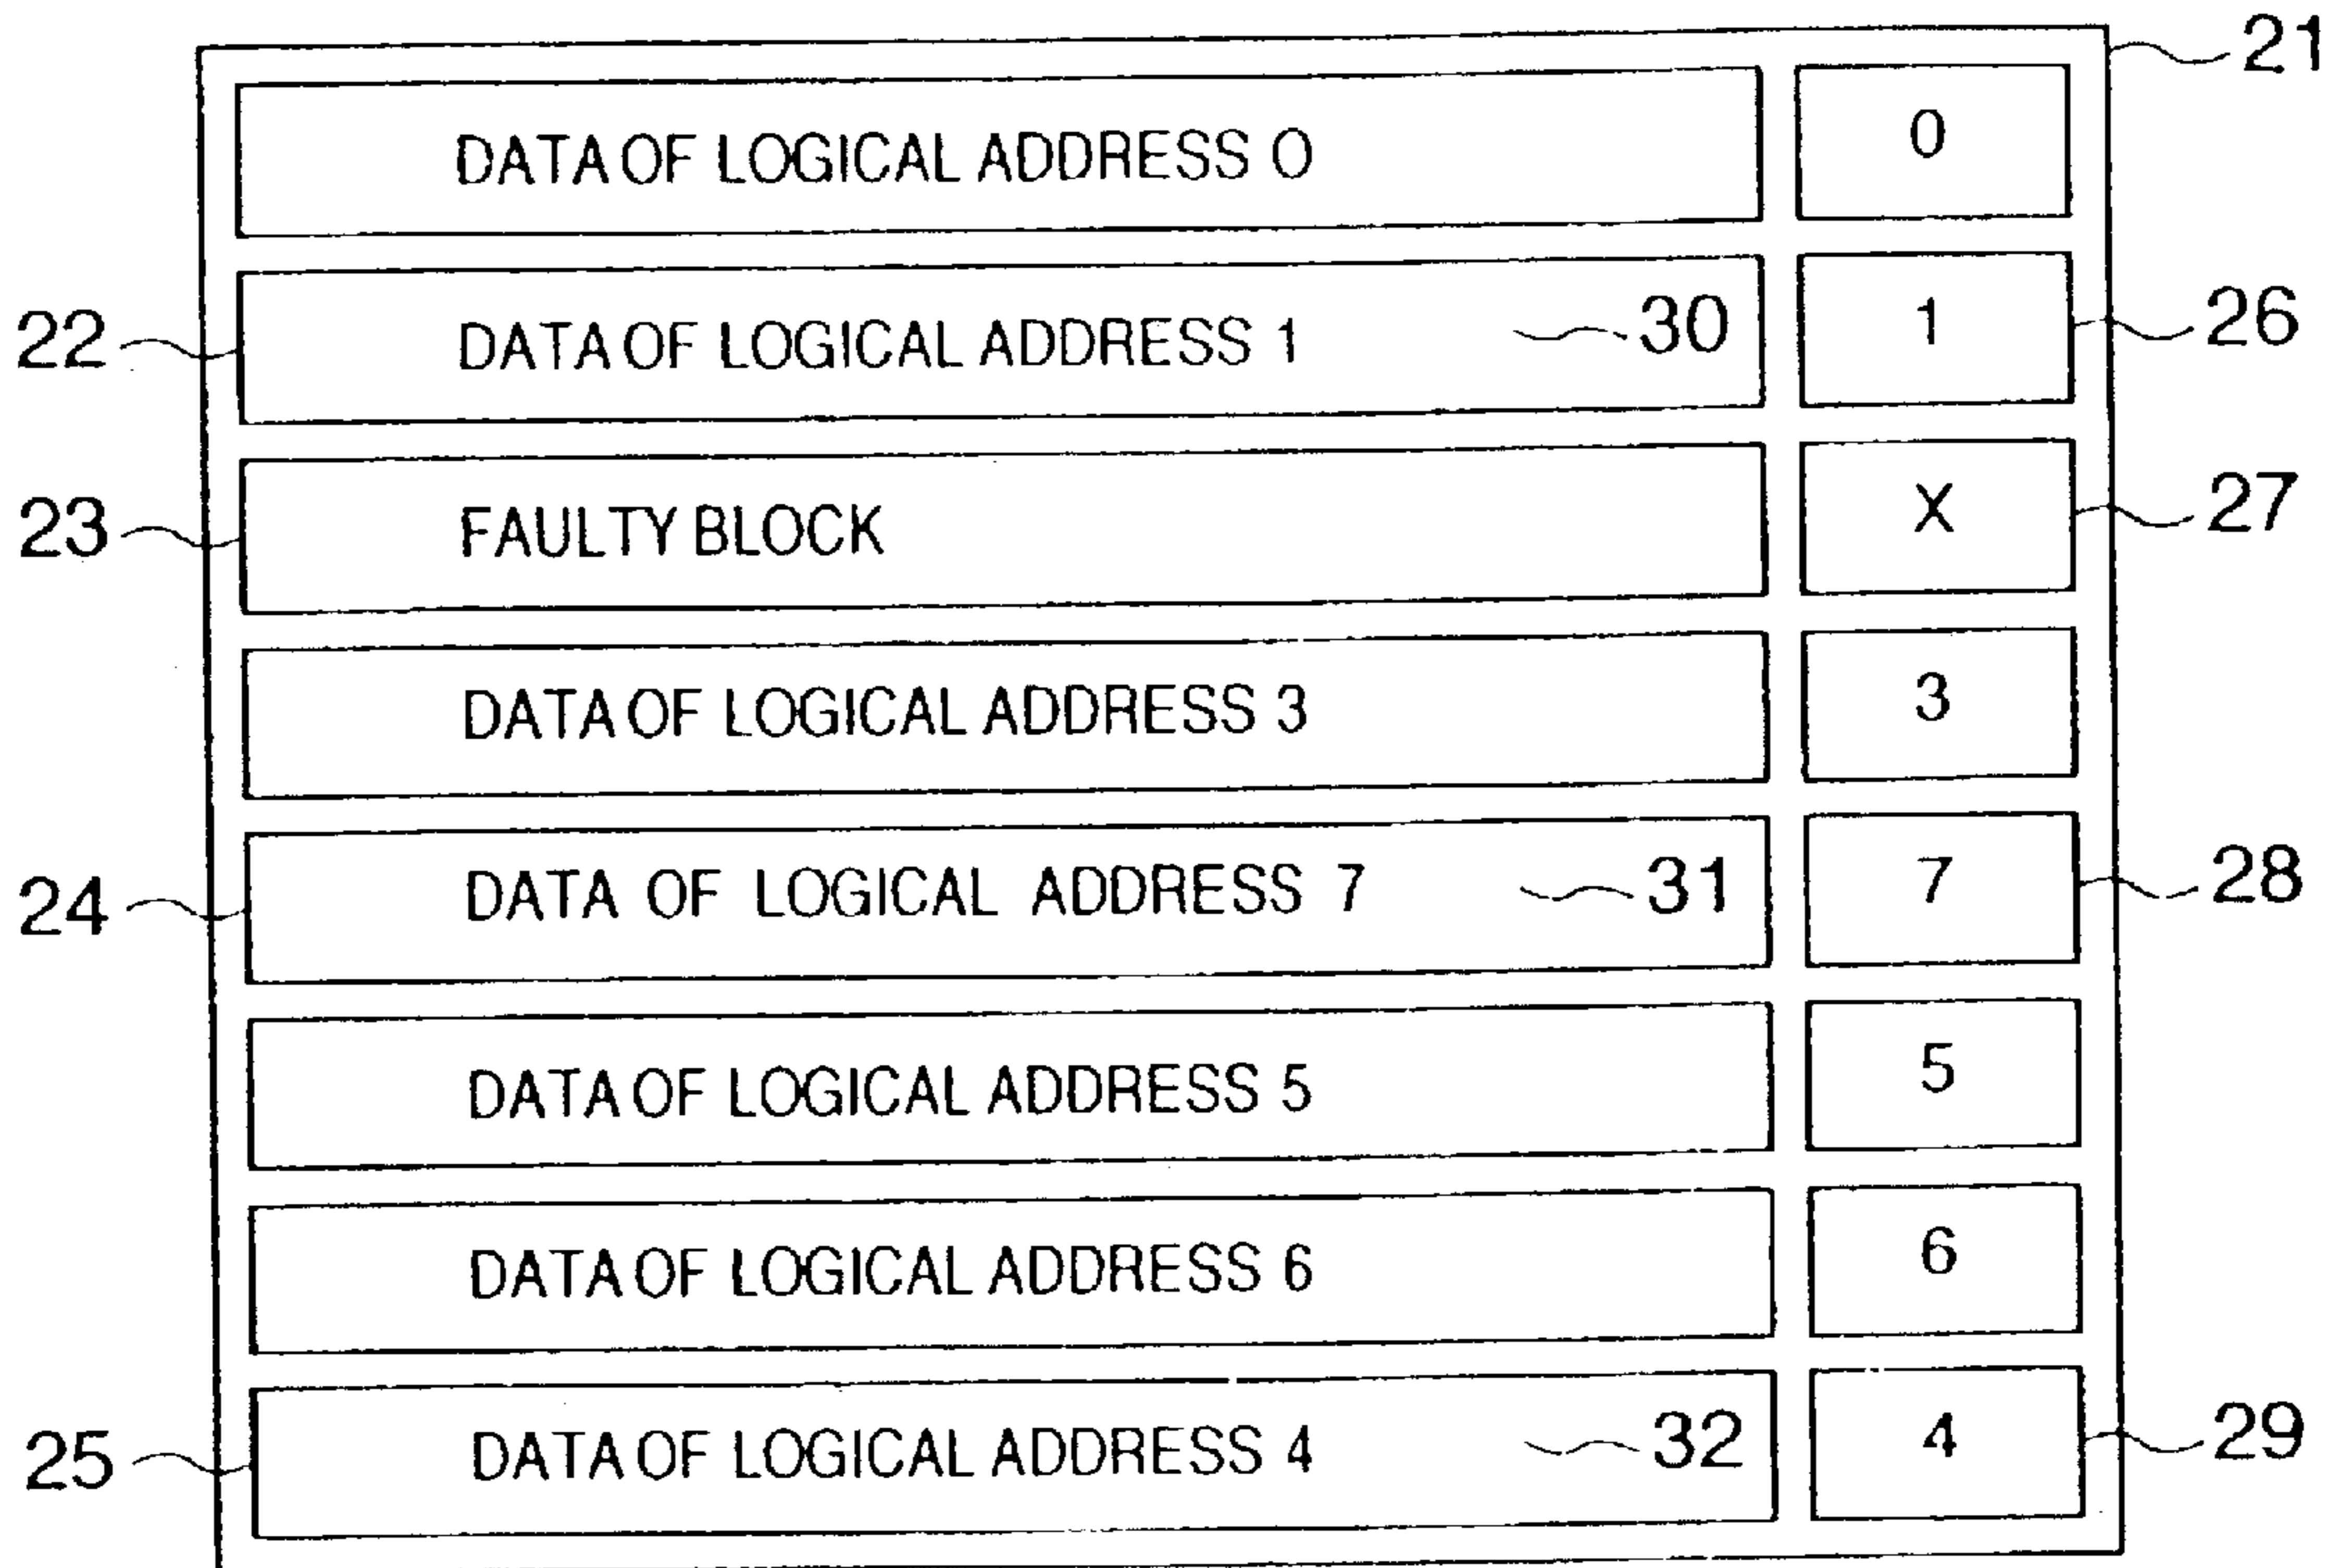 21
DATA OF LOGICAL ADDRESS 0 0
22 DATA OF LOGICAL ADDRESS 1 30 1 26
23 FAULTY BLOCK X 27
DATA OF LOGICAL ADDRESS 3 3
24 DATA OF LOGICAL ADDRESS 7 31 7 28
DATA OF LOGICAL ADDRESS 5 5
DATA OF LOGICAL ADDRESS 6 6
25 DATA OF LOGICAL ADDRESS 4 32 4 29